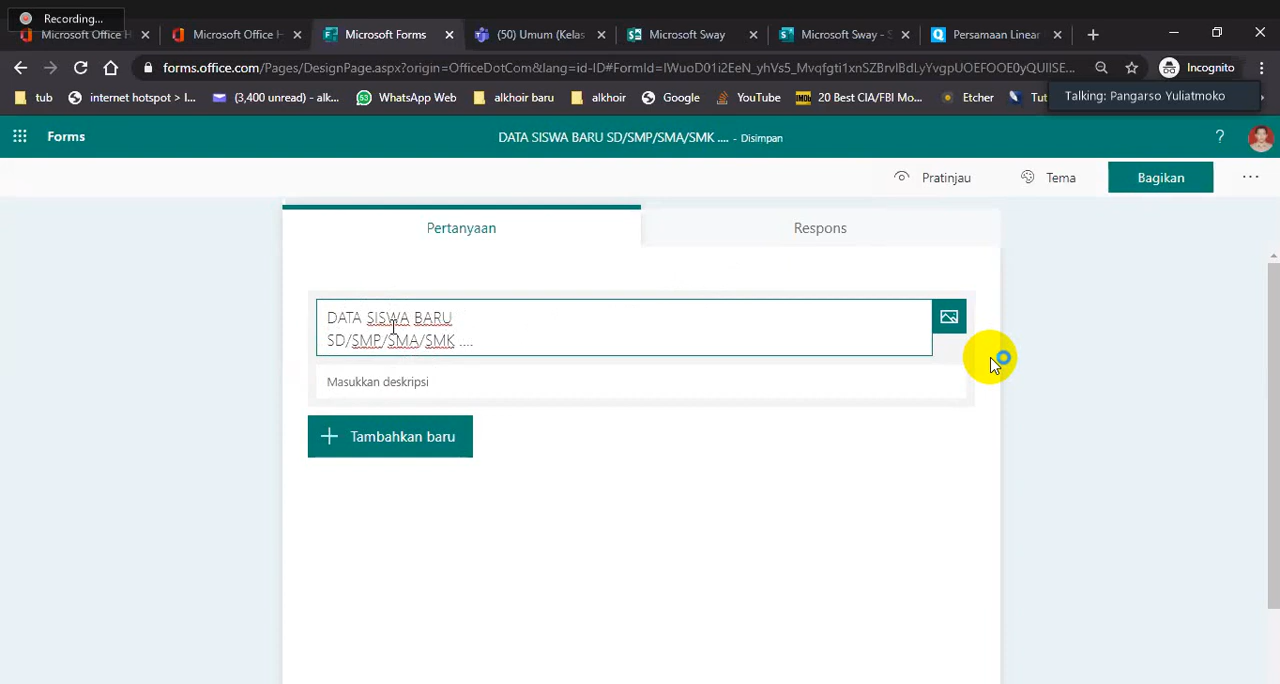 Recording...
Microsoft Office H
Microsoft Office H
Microsoft Forms
(50) Umum (Kelas
Microsoft Sway
Microsoft Sway -
Persamaan Linear
forms.office.com/Pages/DesignPage.aspx?origin=OfficeDotCom&lang=id-ID#FormId=
Incognito
tub
internet hotspot > I...
(3,400 unread) - alk...
WhatsApp Web
alkhoir baru
alkhoir
Google
YouTube
20 Best CIA/FBI Mo...
Etcher
Tut
Talking: Pangarso Yuliatmoko
Forms
DATA SISWA BARU SD/SMP/SMA/SMK .... - Disimpan
?
Pratinjau
Tema
Bagikan
...
Pertanyaan
Respons
DATA SISWA BARU
SD/SMP/SMA/SMK ....
Masukkan deskripsi
Tambahkan baru